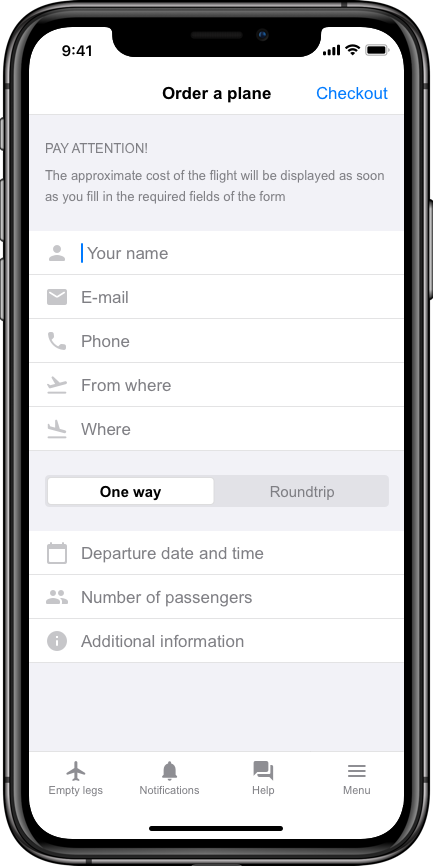 9:41
Order a plane
Checkout
PAY ATTENTION!
The approximate cost of the flight will be displayed as soon
as you fill in the required fields of the form
Your name
E-mail
Phone
From where
Where
One way
Roundtrip
Departure date and time
Number of passengers
Additional information
Empty legs
Notifications
Help
Menu